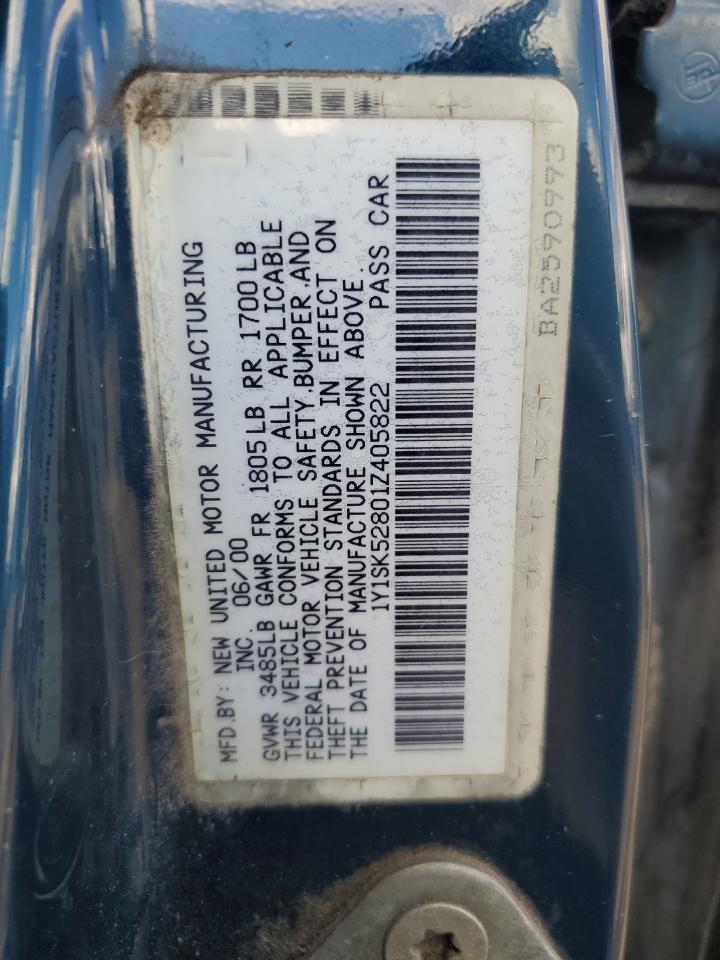 MFD.BY: NEW UNITED MOTOR MANUFACTURING
INC. 06/00
GVWR 3485LB GAWR FR 1805LB RR 1700LB
THIS VEHICLE CONFORMS TO ALL APPLICABLE
FEDERAL MOTOR VEHICLE SAFETY,BUMPER,AND
THEFT PREVENTION STANDARDS IN EFFECT ON
THE DATE OF MANUFACTURE SHOWN ABOVE.
1Y1SK52801Z405822 PASS CAR
BA2590993